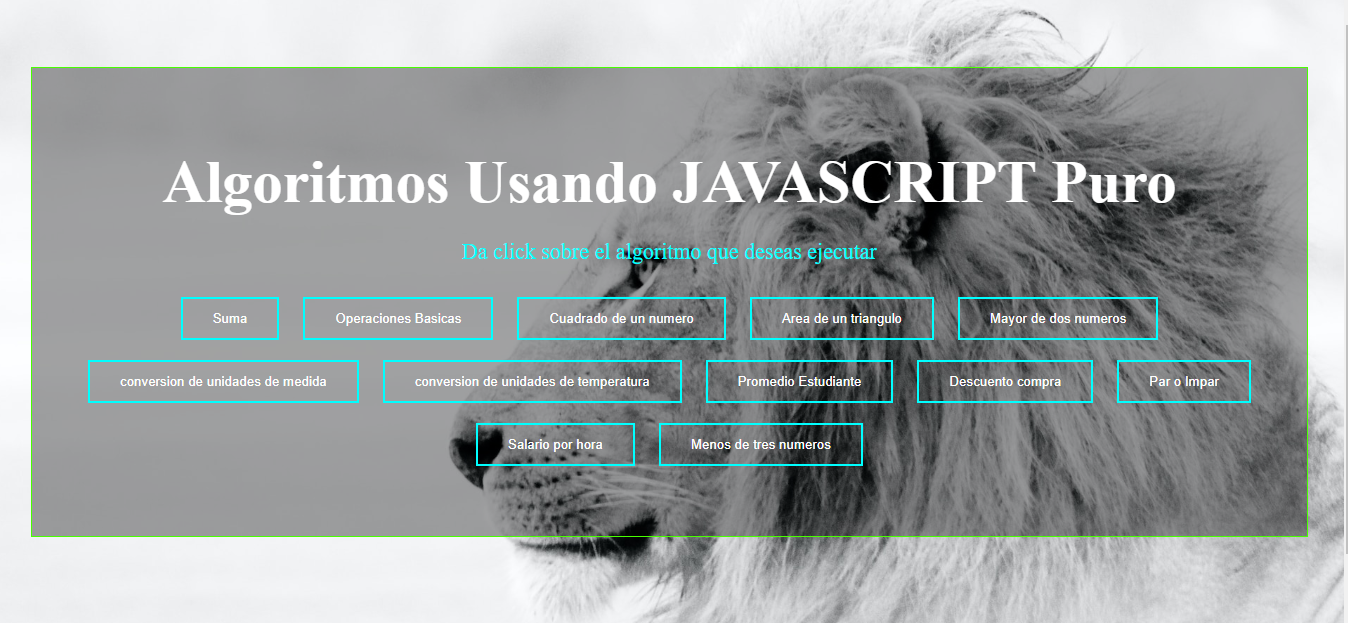 Algoritmos Usando JAVASCRIPT Puro
Da click sobre el algoritmo que deseas ejecutar
Suma Operaciones Basicas Cuadrado de un numero Area de un triangulo Mayor de dos numeros
conversion de unidades de medida conversion de unidades de temperatura Promedio Estudiante Descuento compra Par o Impar
Salario por hora Menos de tres numeros